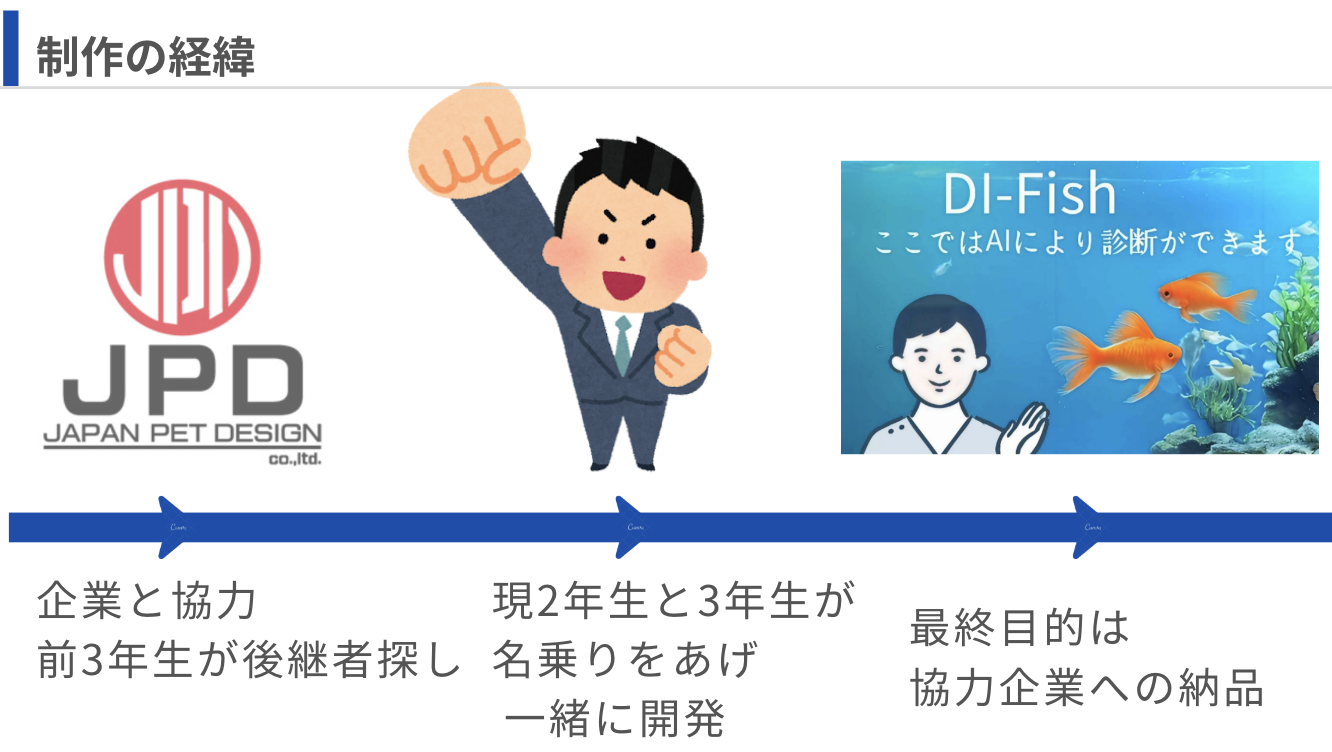 制作の経緯
JPD
JAPAN PET DESIGN
co.,ltd.
DI-Fish
ここではAIにより診断ができます
Canva
Canva
Canva
企業と協力
前3年生が後継者探し
現2年生と3年生が
名乗りをあげ
一緒に開発
最終目的は
協力企業への納品